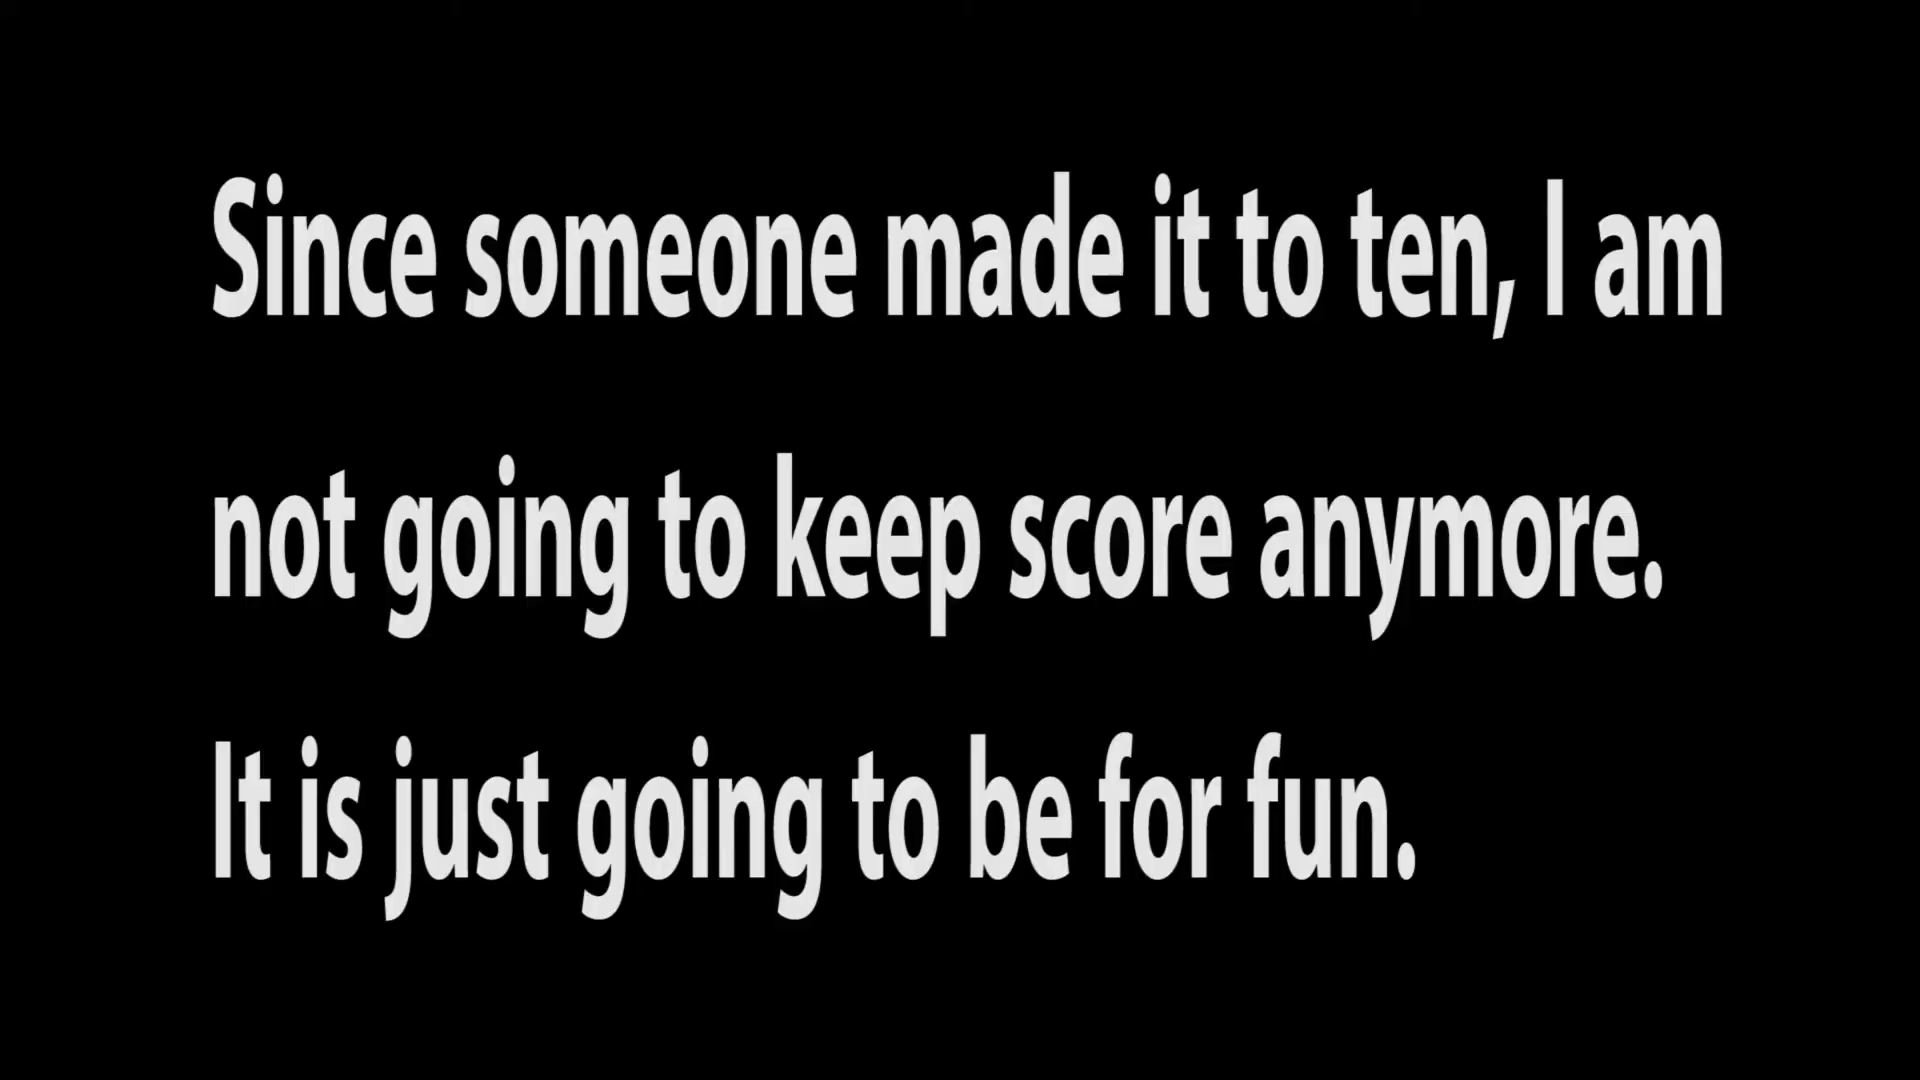 Since someone made it to ten, I am
not going to keep score anymore.
It is just going to be for fun.